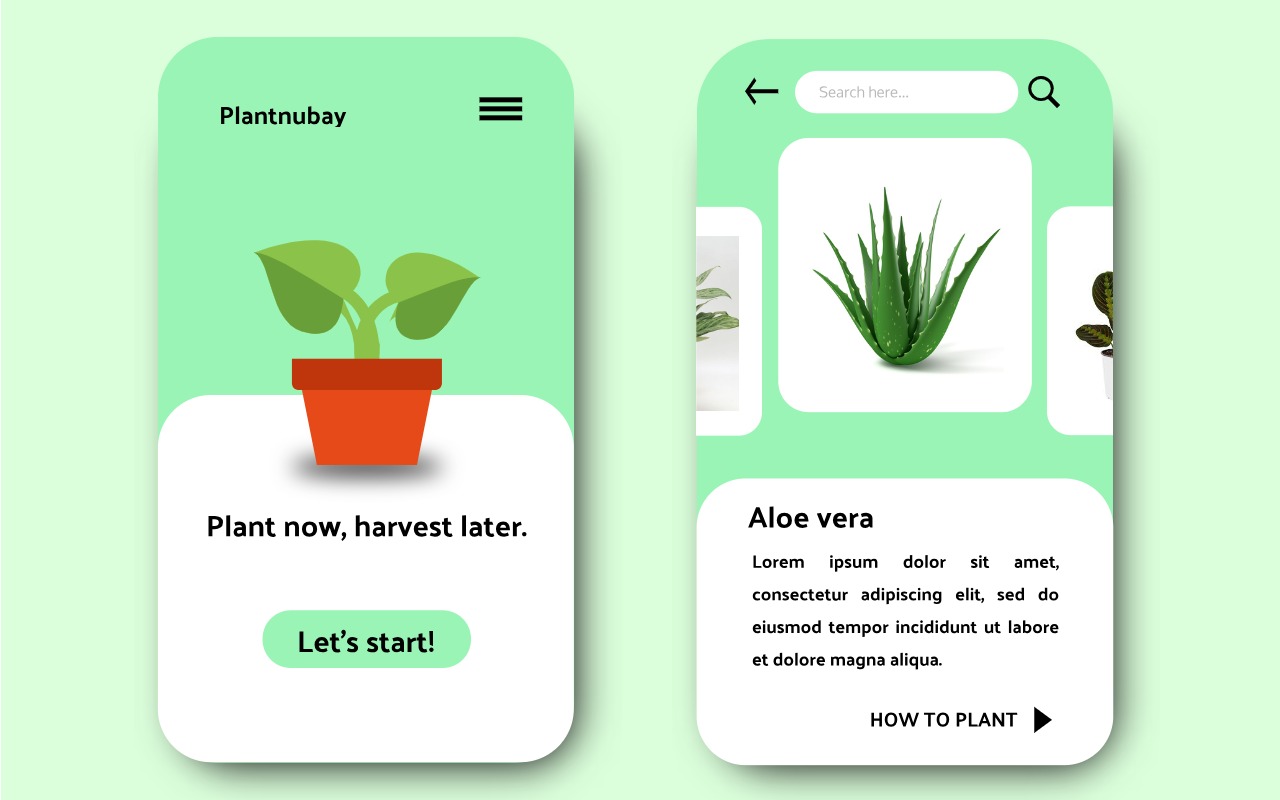 Plantnubay
Plant now, harvest later.
Let's start!
Search here...
Aloe vera
Lorem ipsum dolor sit amet,
consectetur adipiscing elit, sed do
eiusmod tempor incididunt ut labore
et dolore magna aliqua.
HOW TO PLANT